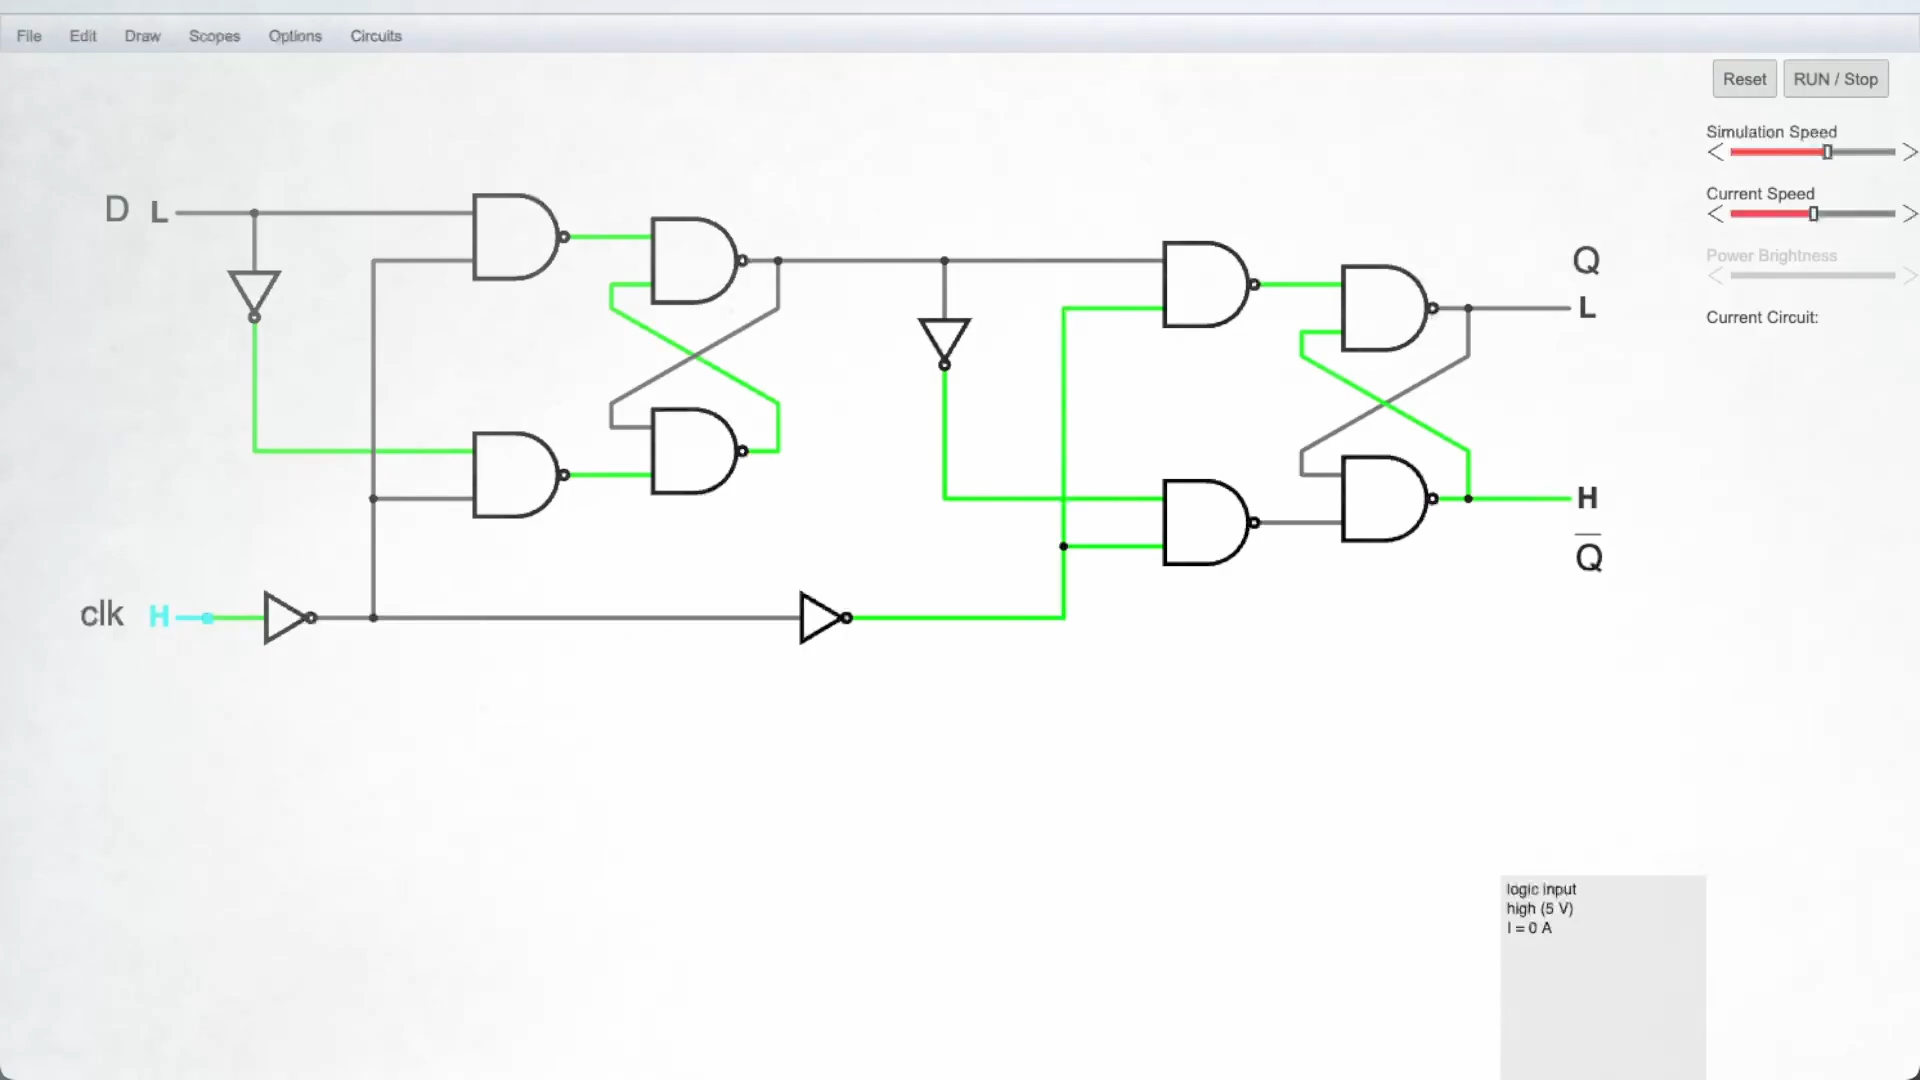 File Edit Draw Scopes Options Circuits
Reset RUN / Stop
Simulation Speed
Current Speed
Power Brightness
Current Circuit:
D L
Q
L
H
Q̅
clk H
logic input
high (5 V)
I = 0 A